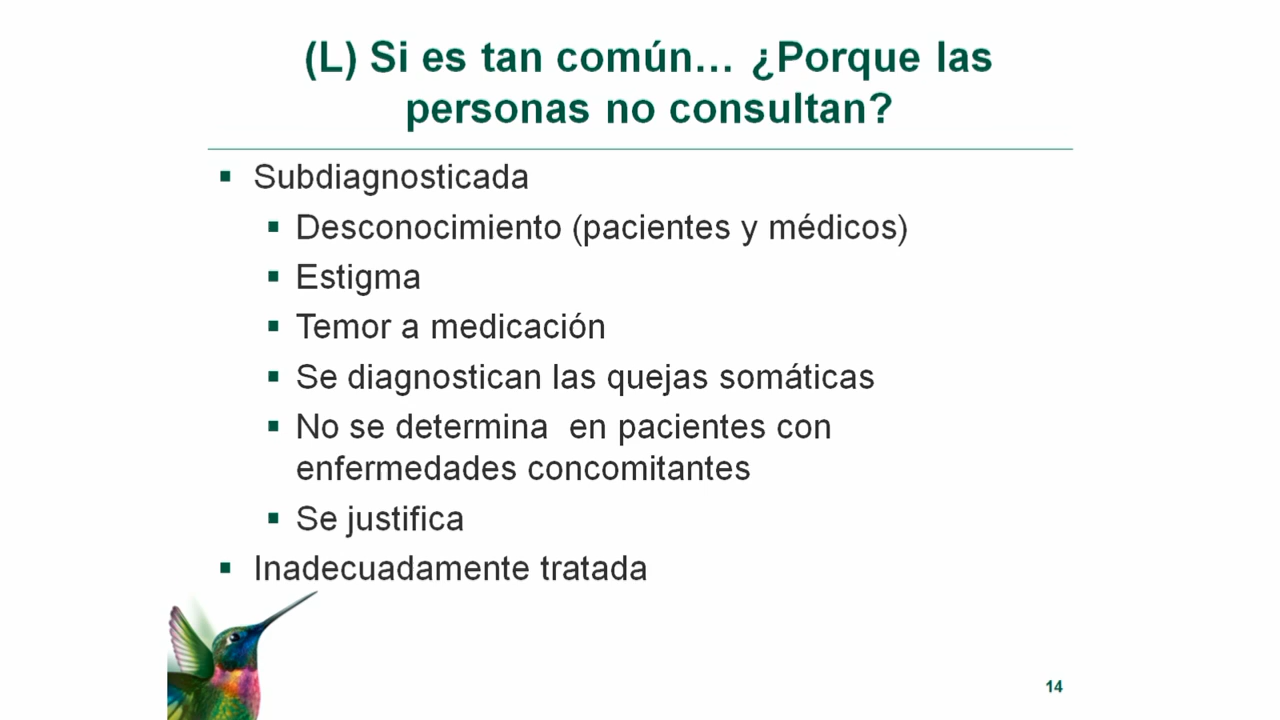 (L) Si es tan común... ¿Porque las
personas no consultan?
▪ Subdiagnosticada
▪ Desconocimiento (pacientes y médicos)
▪ Estigma
▪ Temor a medicación
▪ Se diagnostican las quejas somáticas
▪ No se determina  en pacientes con
enfermedades concomitantes
▪ Se justifica
▪ Inadecuadamente tratada
14